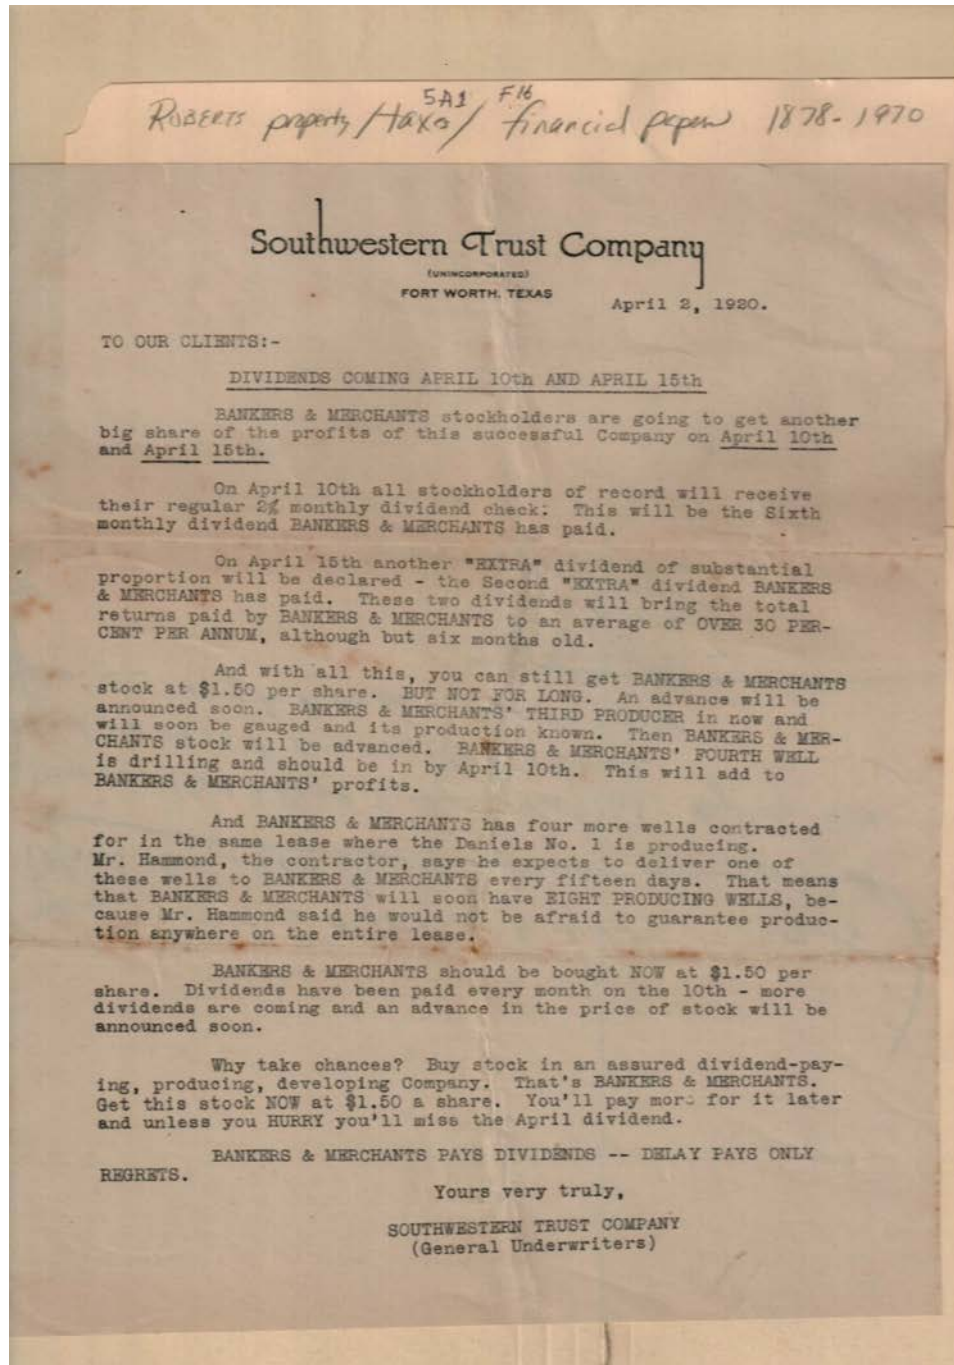 5A1 F16
ROBERTS property/taxes/financial papers 1878-1970
Southwestern Trust Company
(UNINCORPORATED)
FORT WORTH, TEXAS
April 2, 1920.
TO OUR CLIENTS:-
DIVIDENDS COMING APRIL 10th AND APRIL 15th
BANKERS & MERCHANTS stockholders are going to get another
big share of the profits of this successful Company on April 10th
and April 15th.
On April 10th all stockholders of record will receive
their regular 2% monthly dividend check. This will be the Sixth
monthly dividend BANKERS & MERCHANTS has paid.
On April 15th another "EXTRA" dividend of substantial
proportion will be declared - the Second "EXTRA" dividend BANKERS
& MERCHANTS has paid. These two dividends will bring the total
returns paid by BANKERS & MERCHANTS to an average of OVER 30 PER-
CENT PER ANNUM, although but six months old.
And with all this, you can still get BANKERS & MERCHANTS
stock at $1.50 per share. BUT NOT FOR LONG. An advance will be
announced soon. BANKERS & MERCHANTS' THIRD PRODUCER in now and
will soon be gauged and its production known. Then BANKERS & MER-
CHANTS stock will be advanced. BANKERS & MERCHANTS' FOURTH WELL
is drilling and should be in by April 10th. This will add to
BANKERS & MERCHANTS' profits.
And BANKERS & MERCHANTS has four more wells contracted
for in the same lease where the Daniels No. 1 is producing.
Mr. Hammond, the contractor, says he expects to deliver one of
these wells to BANKERS & MERCHANTS every fifteen days. That means
that BANKERS & MERCHANTS will soon have EIGHT PRODUCING WELLS, be-
cause Mr. Hammond said he would not be afraid to guarantee produc-
tion anywhere on the entire lease.
BANKERS & MERCHANTS should be bought NOW at $1.50 per
share. Dividends have been paid every month on the 10th - more
dividends are coming and an advance in the price of stock will be
announced soon.
Why take chances? Buy stock in an assured dividend-pay-
ing, producing, developing Company. That's BANKERS & MERCHANTS.
Get this stock NOW at $1.50 a share. You'll pay more for it later
and unless you HURRY you'll miss the April dividend.
BANKERS & MERCHANTS PAYS DIVIDENDS -- DELAY PAYS ONLY
REGRETS.
Yours very truly,
SOUTHWESTERN TRUST COMPANY
(General Underwriters)